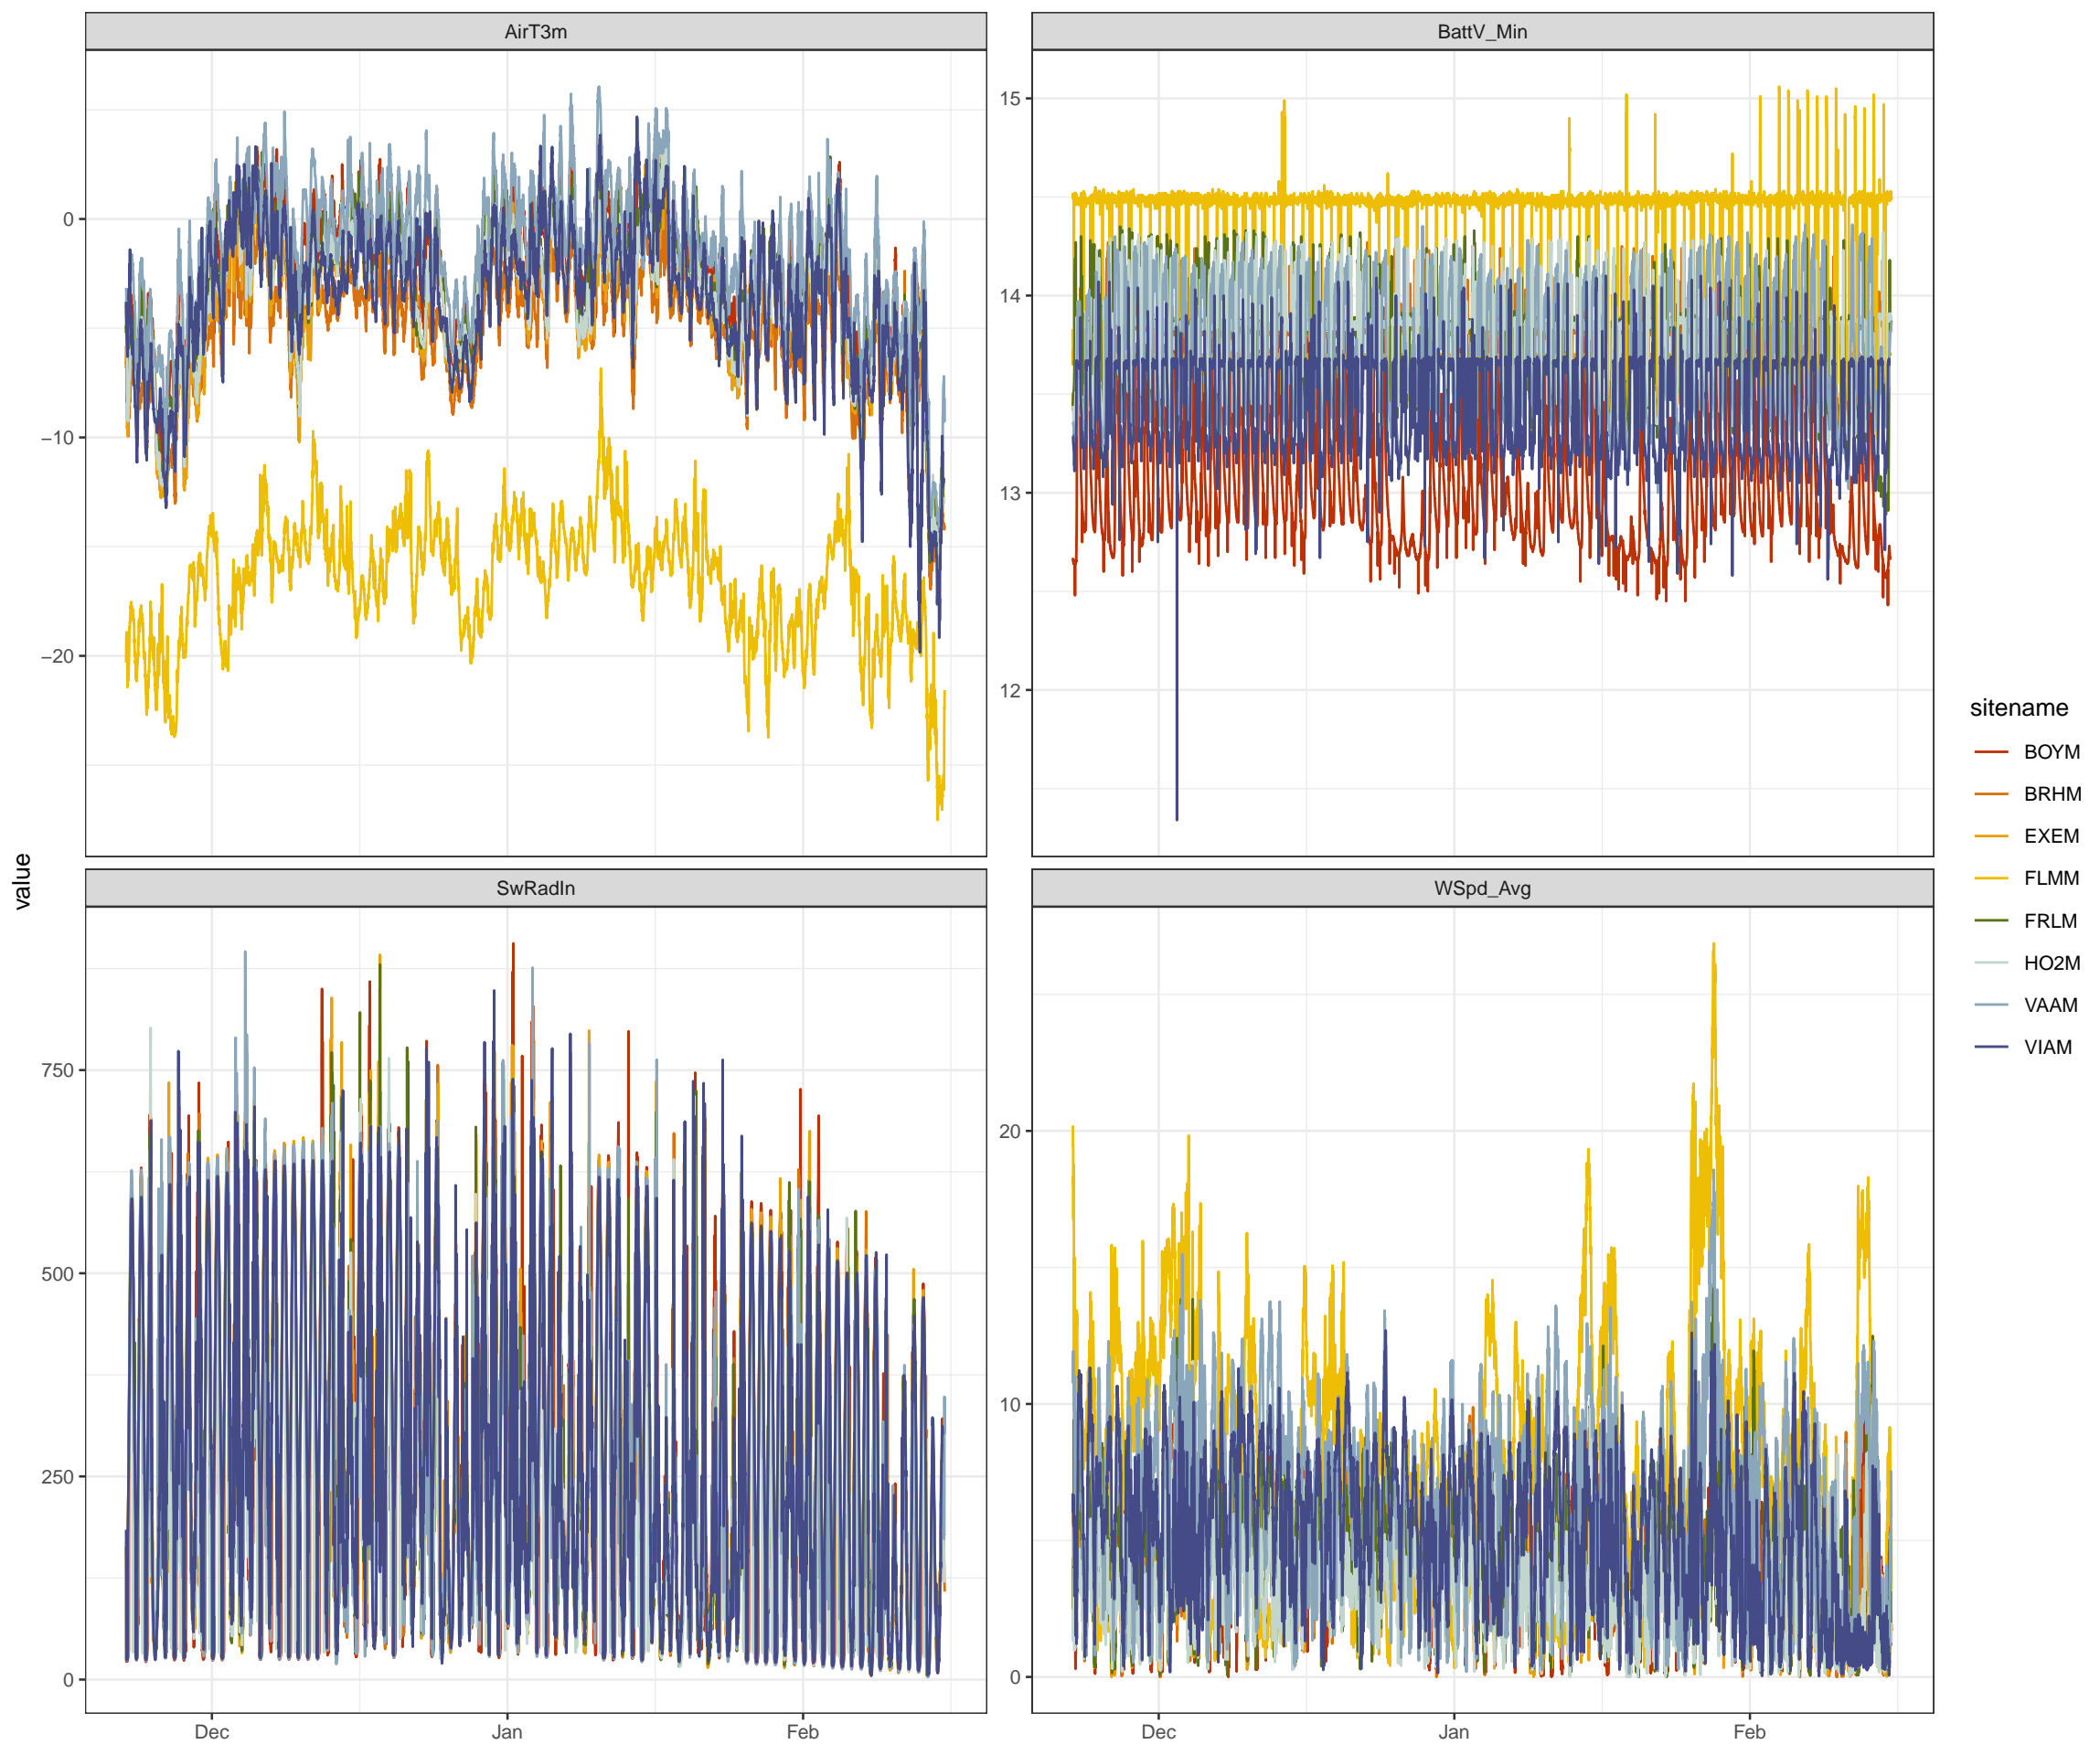 AirT3m
BattV_Min
0
−10
−20
15
14
13
12
value
SwRadIn
WSpd_Avg
750
500
250
0
20
10
0
Dec
Jan
Feb
Dec
Jan
Feb
sitename
BOYM
BRHM
EXEM
FLMM
FRLM
HO2M
VAAM
VIAM